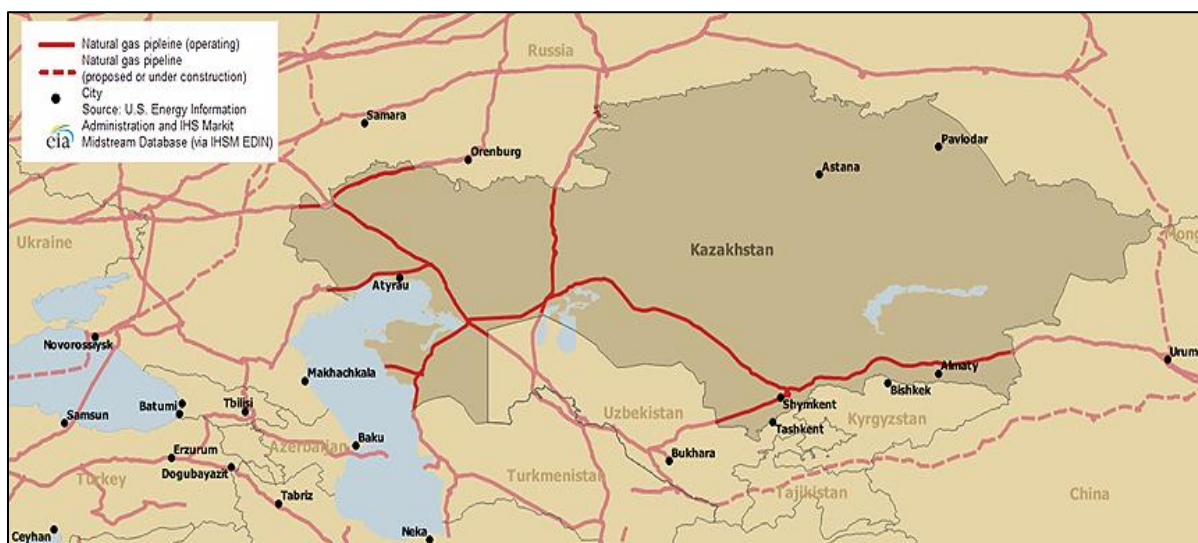 Natural gas pipleine (operating)
Natural gas pipeline
(proposed or under construction)
City
Source: U.S. Energy Information
Administration and IHS Markit
Midstream Database (via IHSM EDIN)
eia
Russia
Samara
Orenburg
Pavlodar
Astana
Ukraine
Kazakhstan
Mong
Atyrau
Novorossiysk
Urum
Almaty
Makhachkala
Bishkek
Batumi
Tbilisi
Shymkent
Samsun
Uzbekistan
Kyrgyzstan
Tashkent
Azerbaijan
Baku
Erzurum
Bukhara
Dogubayazit
Turkey
Turkmenistan
Tajikistan
China
Tabriz
Ceyhan
Neka